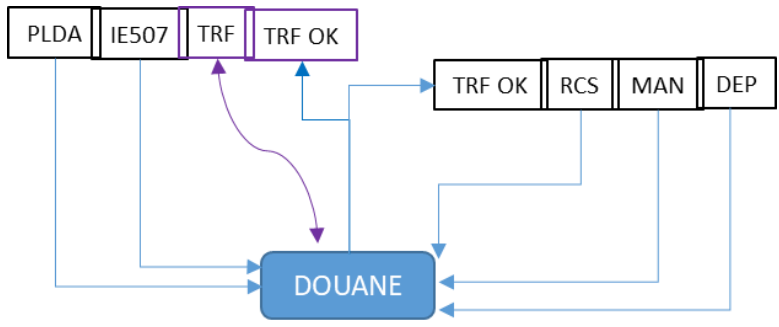 PLDA IE507 TRF TRF OK
TRF OK RCS MAN DEP
DOUANE